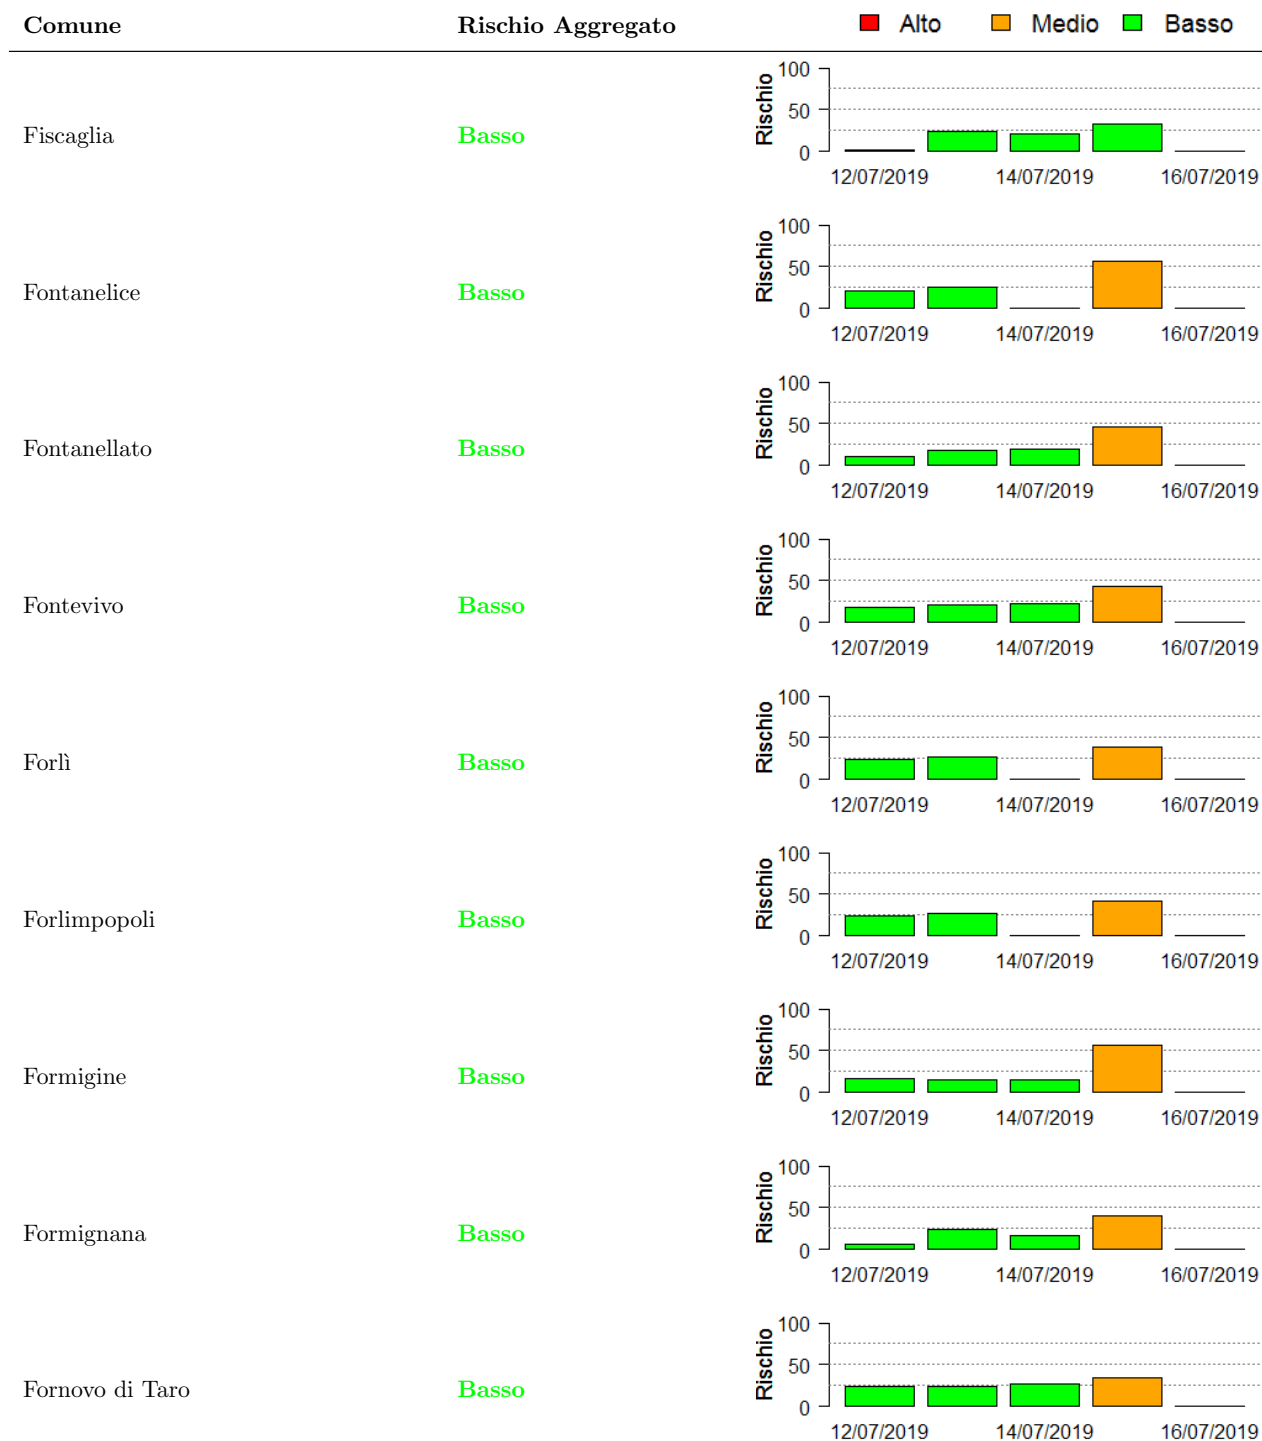 Comune Rischio Aggregato Alto Medio Basso
100
50
0
Rischio
Fiscaglia Basso
12/07/2019 14/07/2019 16/07/2019
100
50
0
Rischio
Fontanelice Basso
12/07/2019 14/07/2019 16/07/2019
100
50
0
Rischio
Fontanellato Basso
12/07/2019 14/07/2019 16/07/2019
100
50
0
Rischio
Fontevivo Basso
12/07/2019 14/07/2019 16/07/2019
100
50
0
Rischio
Forlì Basso
12/07/2019 14/07/2019 16/07/2019
100
50
0
Rischio
Forlimpopoli Basso
12/07/2019 14/07/2019 16/07/2019
100
50
0
Rischio
Formigine Basso
12/07/2019 14/07/2019 16/07/2019
100
50
0
Rischio
Formignana Basso
12/07/2019 14/07/2019 16/07/2019
100
50
0
Rischio
Fornovo di Taro Basso
12/07/2019 14/07/2019 16/07/2019